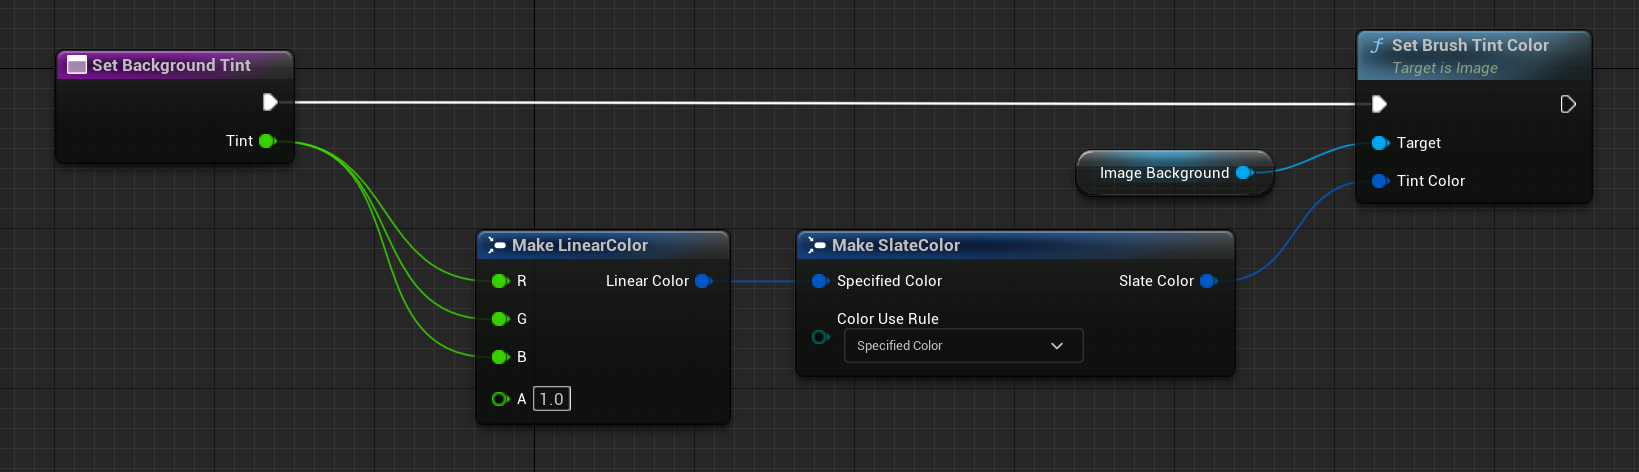 Set Background Tint
Tint
Make LinearColor
R
Linear Color
G
B
A 1.0
Make SlateColor
Specified Color
Slate Color
Color Use Rule
Specified Color
Image Background
f Set Brush Tint Color
Target is Image
Target
Tint Color